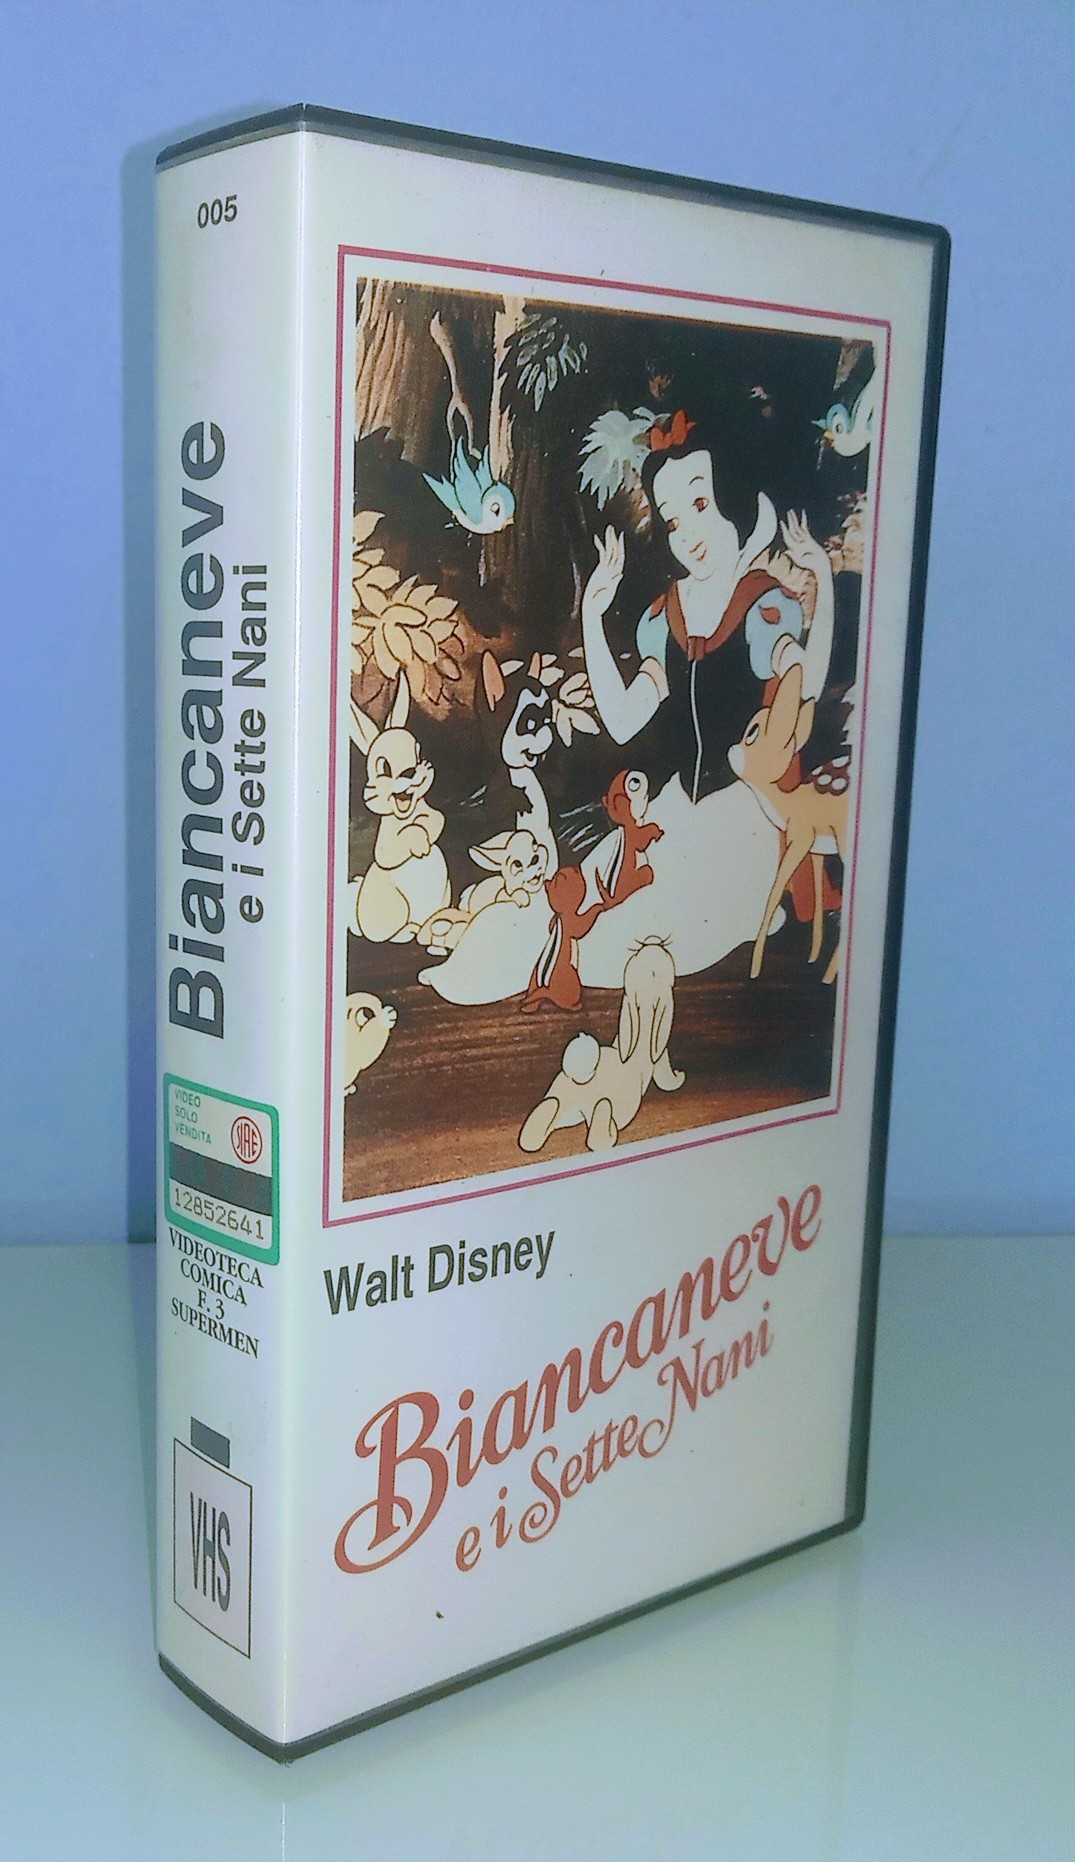 005
Biancaneve
e i Sette Nani
VIDEO
SOLO
VENDITA
SIAE
12852641
VIDEOTECA
COMICA
F. 3
SUPERMEN
VHS
Walt Disney
Biancaneve
e i Sette Nani